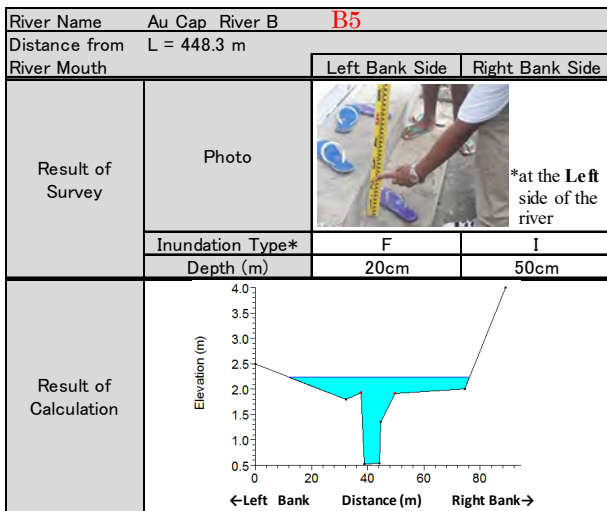 River Name Au Cap River B B5
Distance from L = 448.3 m
River Mouth Left Bank Side Right Bank Side
Result of
Survey
Photo
*at the Left
side of the
river
Inundation Type* F I
Depth (m) 20cm 50cm
Result of
Calculation
Elevation (m)
4.0
3.5
3.0
2.5
2.0
1.5
1.0
0.5
0 20 40 60 80
←Left Bank Distance (m) Right Bank→